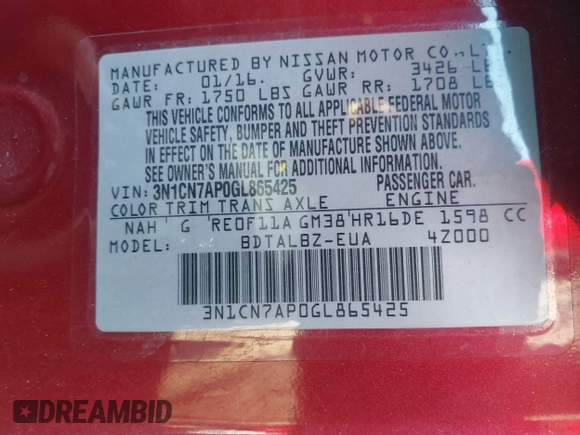 MANUFACTURED BY NISSAN MOTOR CO.,
DATE: 01/16. GVWR: 3426
GAWR FR: 1750 LBS GAWR RR: 1708
THIS VEHICLE CONFORMS TO ALL APPLICABLE FEDERAL MOTOR
VEHICLE SAFETY, BUMPER AND THEFT PREVENTION STANDARDS
IN EFFECT ON THE DATE OF MANUFACTURE SHOWN ABOVE.
SEE OWNER'S MANUAL FOR ADDITIONAL INFORMATION.
VIN: 3N1CN7AP0GL865425 PASSENGER CAR.
COLOR TRIM TRANS AXLE ENGINE
NAH G RE0F11A GM38 HR16DE 1598 CC
MODEL: BDTALBZ-EUA 4Z000
3N1CN7AP0GL865425
DREAMBID